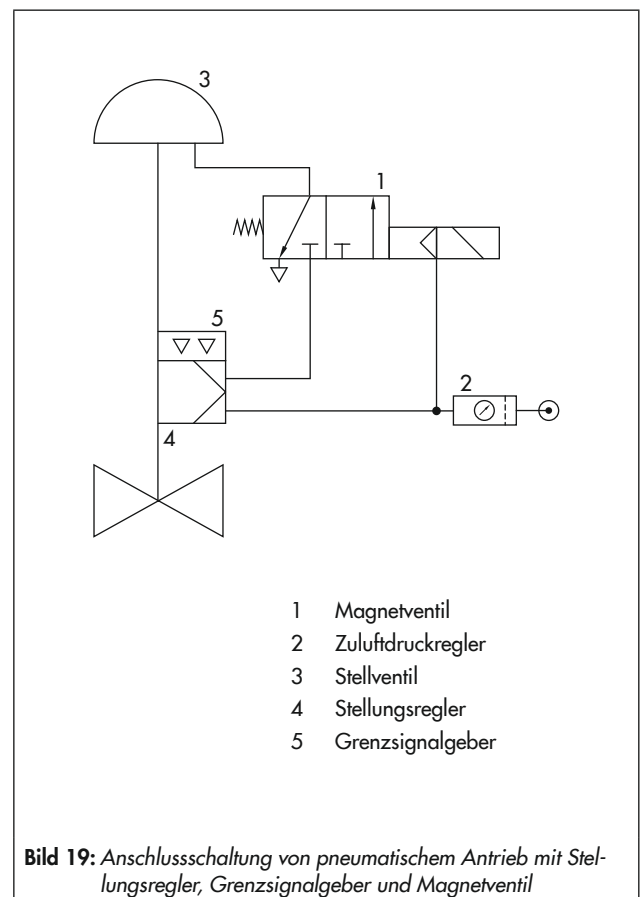 3
1
5
2
4
1 Magnetventil
2 Zuluftdruckregler
3 Stellventil
4 Stellungsregler
5 Grenzsignalgeber
Bild 19: Anschlussschaltung von pneumatischem Antrieb mit Stel-
lungsregler, Grenzsignalgeber und Magnetventil